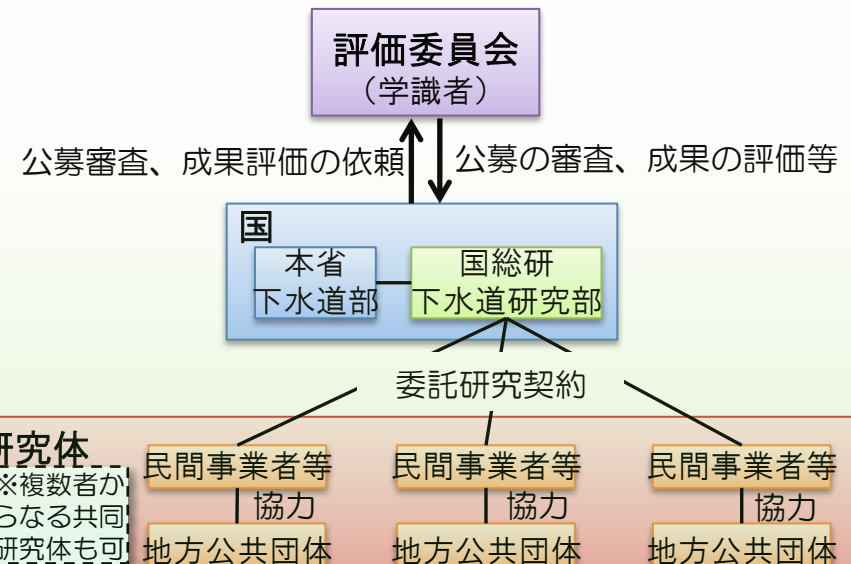 評価委員会
(学識者)
公募審査、成果評価の依頼
公募の審査、成果の評価等
国
本省
下水道部
国総研
下水道研究部
委託研究契約
研究体
※複数者か
らなる共同
研究体も可
民間事業者等
協力
地方公共団体
民間事業者等
協力
地方公共団体
民間事業者等
協力
地方公共団体